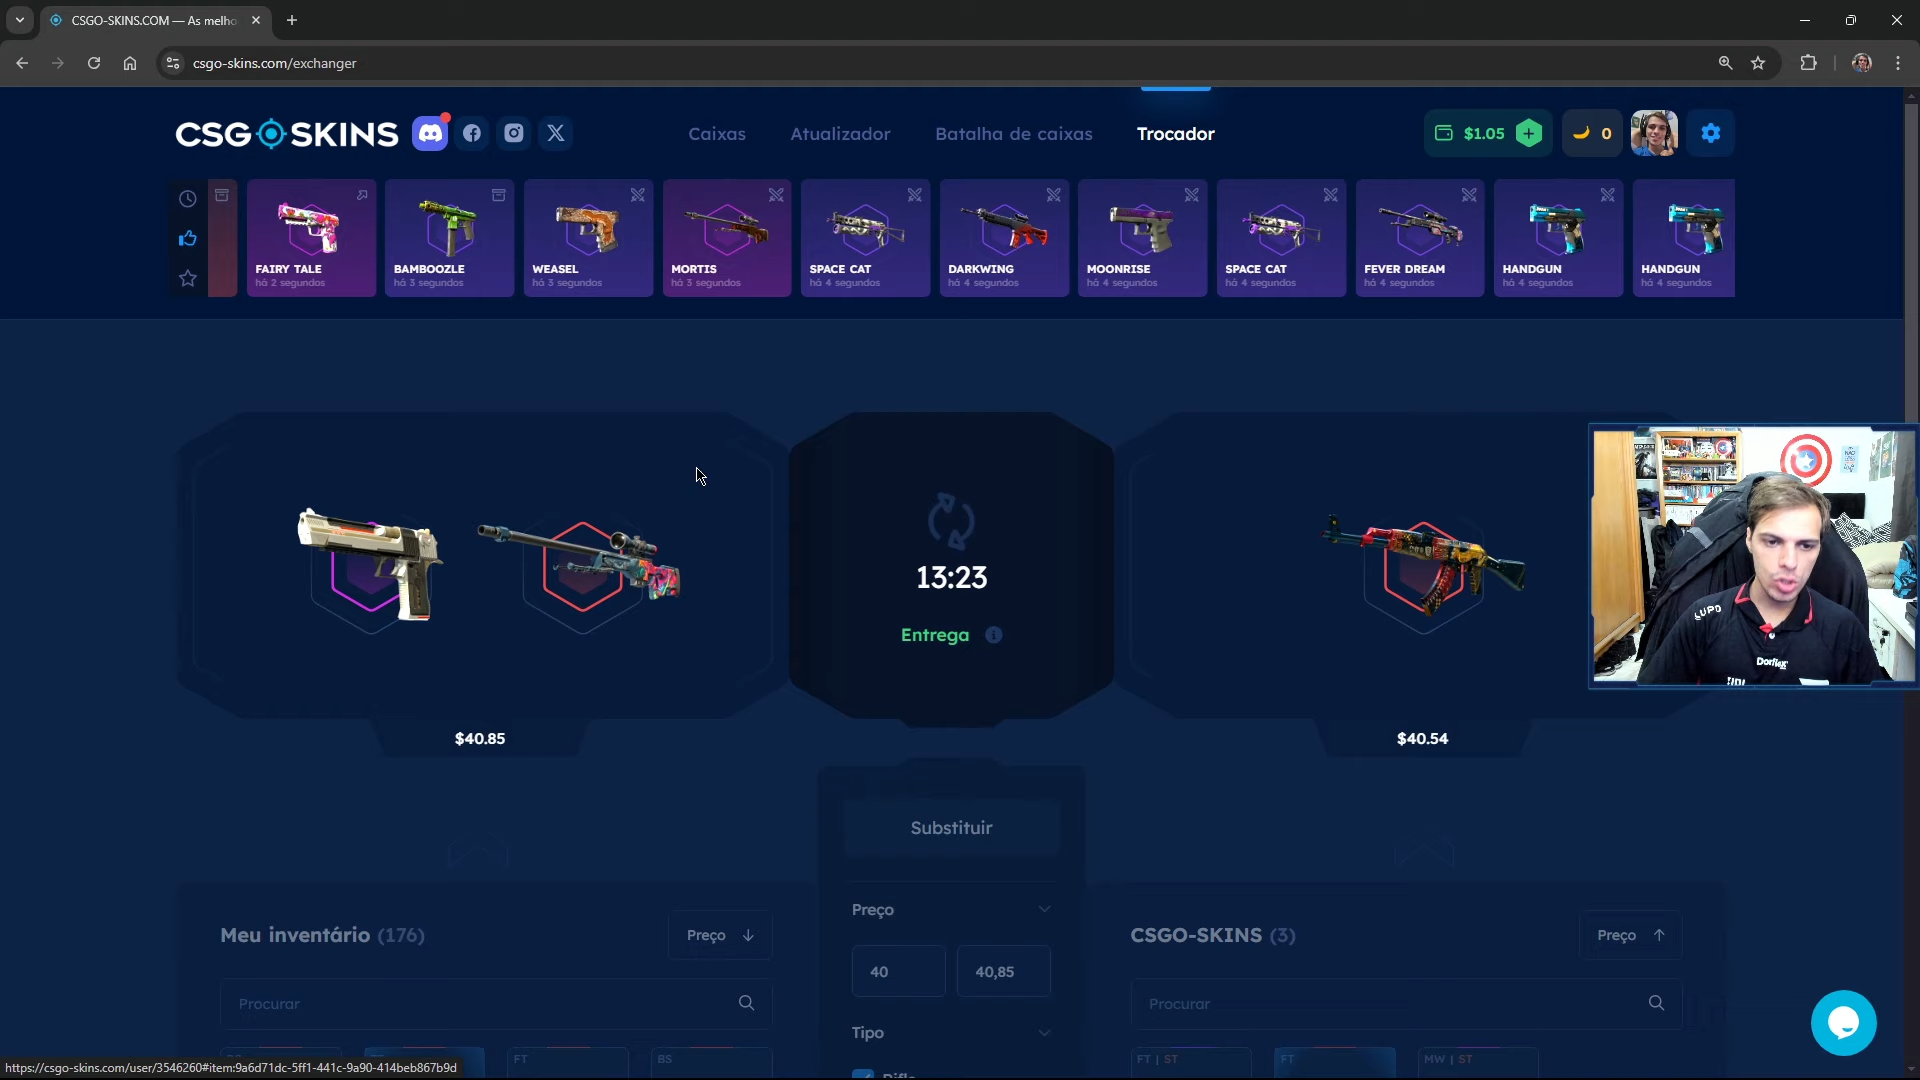 CSGO-SKINS.COM — As melho
csgo-skins.com/exchanger
CSGO SKINS
Caixas
Atualizador
Batalha de caixas
Trocador
$1.05
0
FAIRY TALE
há 2 segundos
BAMBOOZLE
há 3 segundos
WEASEL
há 3 segundos
MORTIS
há 3 segundos
SPACE CAT
há 4 segundos
DARKWING
há 4 segundos
MOONRISE
há 4 segundos
SPACE CAT
há 4 segundos
FEVER DREAM
há 4 segundos
HANDGUN
há 4 segundos
HANDGUN
há 4 segundos
13:23
Entrega
LUPO
Dorflex
$40.85
$40.54
Substituir
Preço
40
40,85
Tipo
Meu inventário (176)
Preço
Procurar
CSGO-SKINS (3)
Preço
Procurar
FT
BS
FT | ST
FT
MW | ST
https://csgo-skins.com/user/3546260#item:9a6d71dc-5ff1-441c-9a90-414beb867b9d